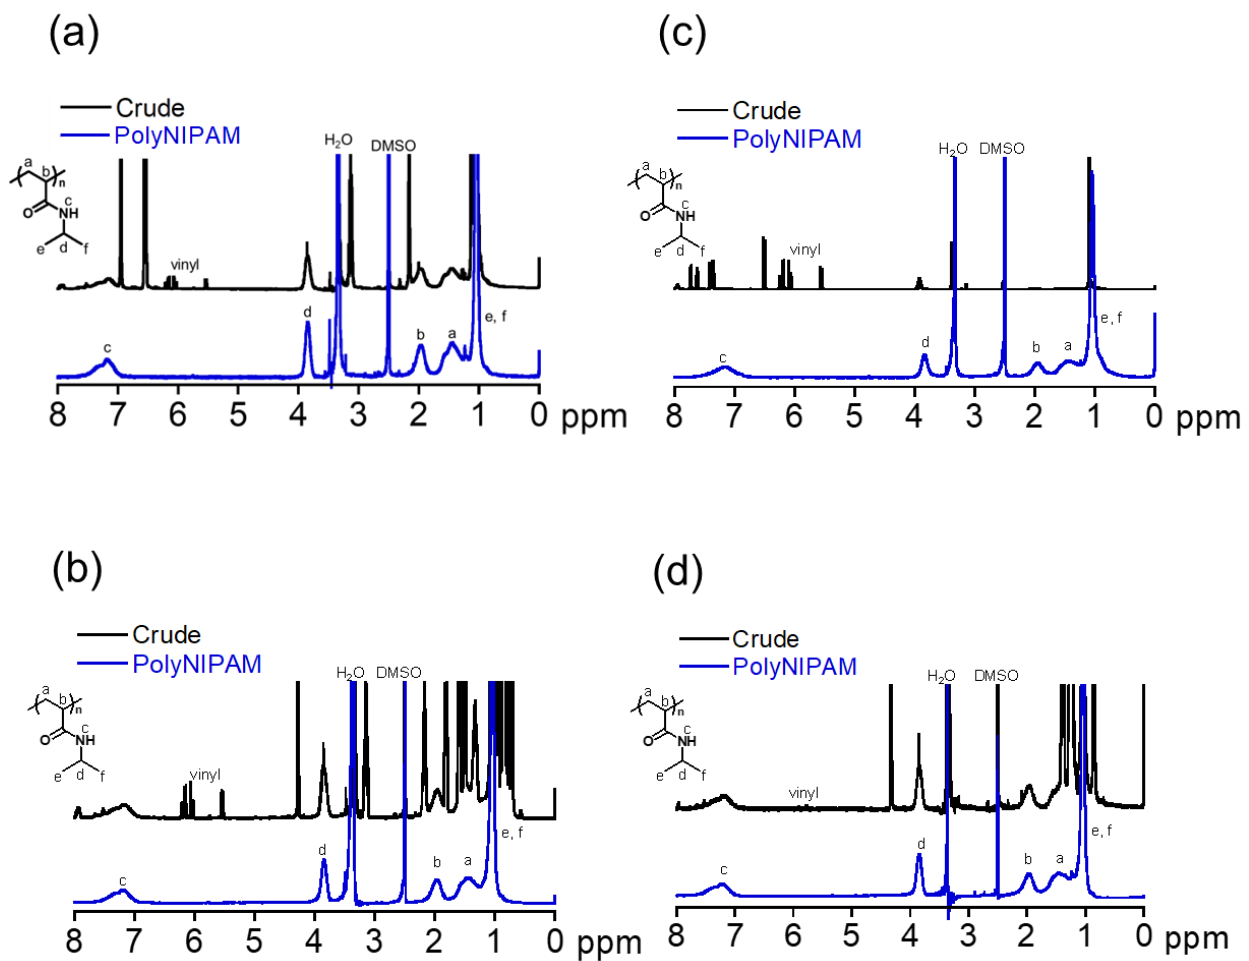 (a)
Crude
PolyNIPAM
H₂O
DMSO
a
b
n
c
O
NH
e
d
f
vinyl
c
d
b
a
e, f
8 7 6 5 4 3 2 1 0 ppm
(c)
Crude
PolyNIPAM
H₂O
DMSO
a
b
n
c
O
NH
e
d
f
vinyl
c
d
b
a
e, f
8 7 6 5 4 3 2 1 0 ppm
(b)
Crude
PolyNIPAM
H₂O
DMSO
a
b
n
c
O
NH
e
d
f
vinyl
c
d
b
a
e, f
8 7 6 5 4 3 2 1 0 ppm
(d)
Crude
PolyNIPAM
H₂O
DMSO
a
b
n
c
O
NH
e
d
f
vinyl
c
d
b
a
e, f
8 7 6 5 4 3 2 1 0 ppm